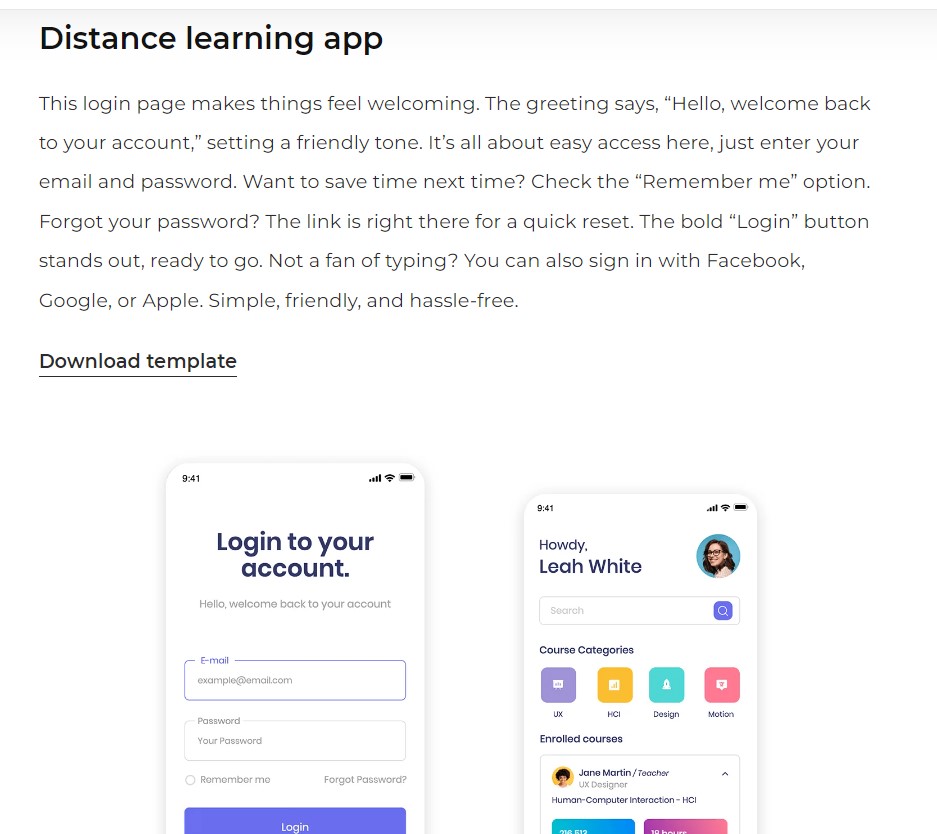 Distance learning app
This login page makes things feel welcoming. The greeting says, “Hello, welcome back
to your account,” setting a friendly tone. It’s all about easy access here, just enter your
email and password. Want to save time next time? Check the “Remember me” option.
Forgot your password? The link is right there for a quick reset. The bold “Login” button
stands out, ready to go. Not a fan of typing? You can also sign in with Facebook,
Google, or Apple. Simple, friendly, and hassle-free.
Download template
9:41
Login to your
account.
Hello, welcome back to your account
E-mail
example@email.com
Password
Your Password
Remember me
Forgot Password?
Login
9:41
Howdy,
Leah White
Search
Course Categories
UX
HCI
Design
Motion
Enrolled courses
Jane Martin / Teacher
UX Designer
Human-Computer Interaction - HCI
18 hours